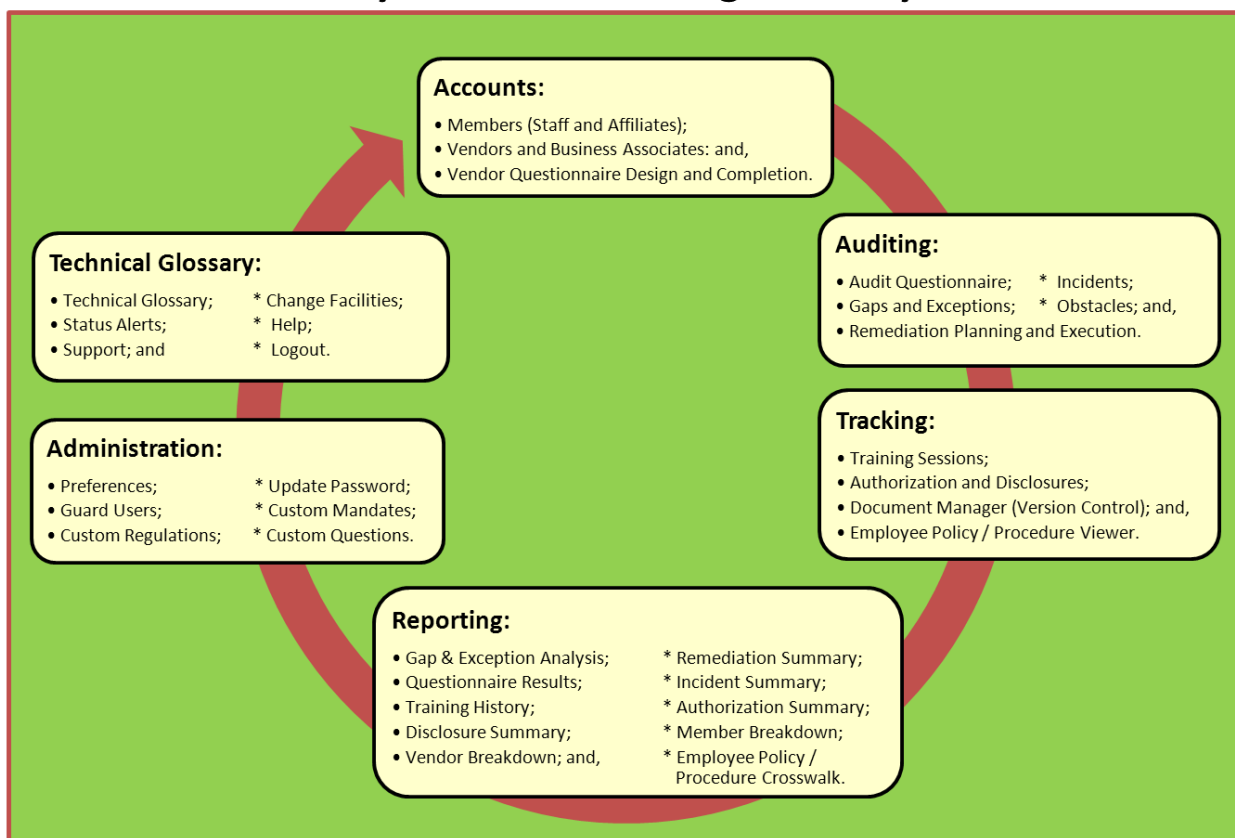 Accounts:
• Members (Staff and Affiliates);
• Vendors and Business Associates: and,
• Vendor Questionnaire Design and Completion.
Auditing:
• Audit Questionnaire; * Incidents;
• Gaps and Exceptions; * Obstacles; and,
• Remediation Planning and Execution.
Tracking:
• Training Sessions;
• Authorization and Disclosures;
• Document Manager (Version Control); and,
• Employee Policy / Procedure Viewer.
Reporting:
• Gap & Exception Analysis; * Remediation Summary;
• Questionnaire Results; * Incident Summary;
• Training History; * Authorization Summary;
• Disclosure Summary; * Member Breakdown;
• Vendor Breakdown; and, * Employee Policy /
Procedure Crosswalk.
Administration:
• Preferences; * Update Password;
• Guard Users; * Custom Mandates;
• Custom Regulations; * Custom Questions.
Technical Glossary:
• Technical Glossary; * Change Facilities;
• Status Alerts; * Help;
• Support; and * Logout.